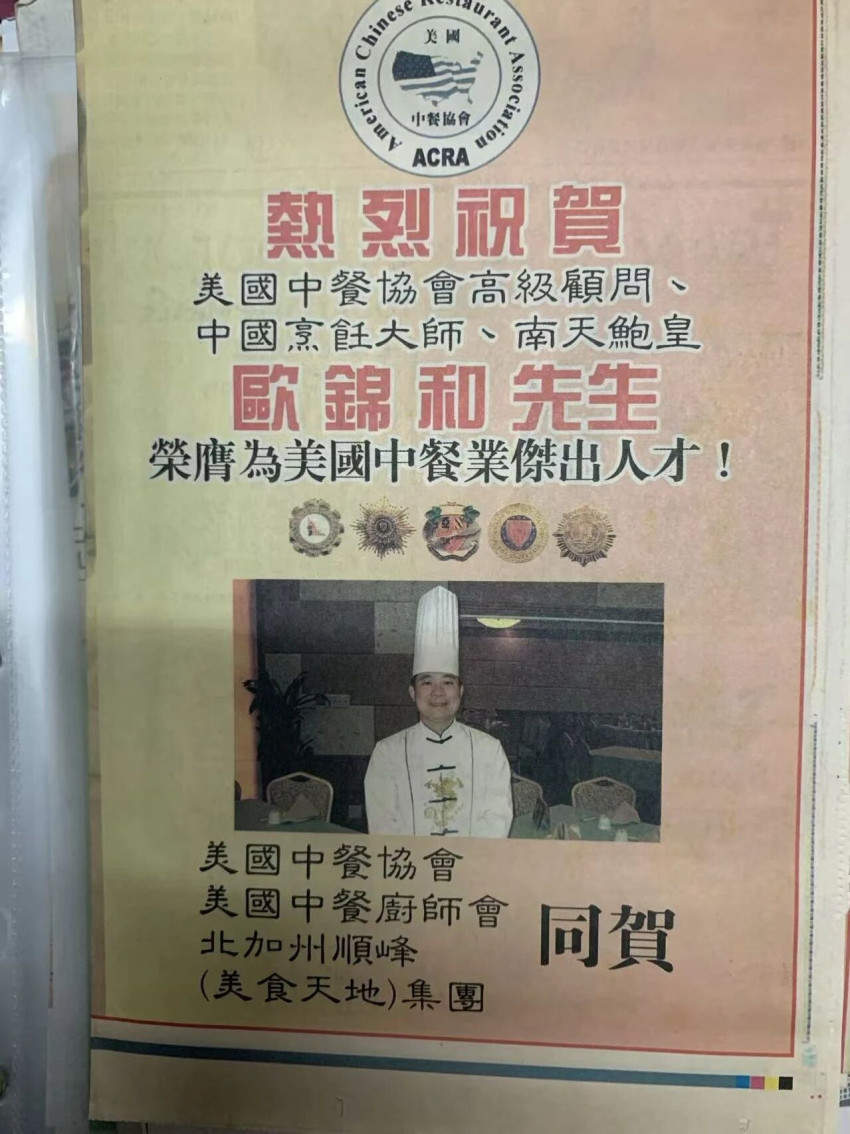 American Chinese Restaurant Association
美國
中餐協會
ACRA
熱烈祝賀
美國中餐協會高級顧問、
中國烹飪大師、南天鮑皇
歐錦和先生
榮膺為美國中餐業傑出人才！
美國中餐協會
美國中餐廚師會
北加州順峰
(美食天地)集團
同賀